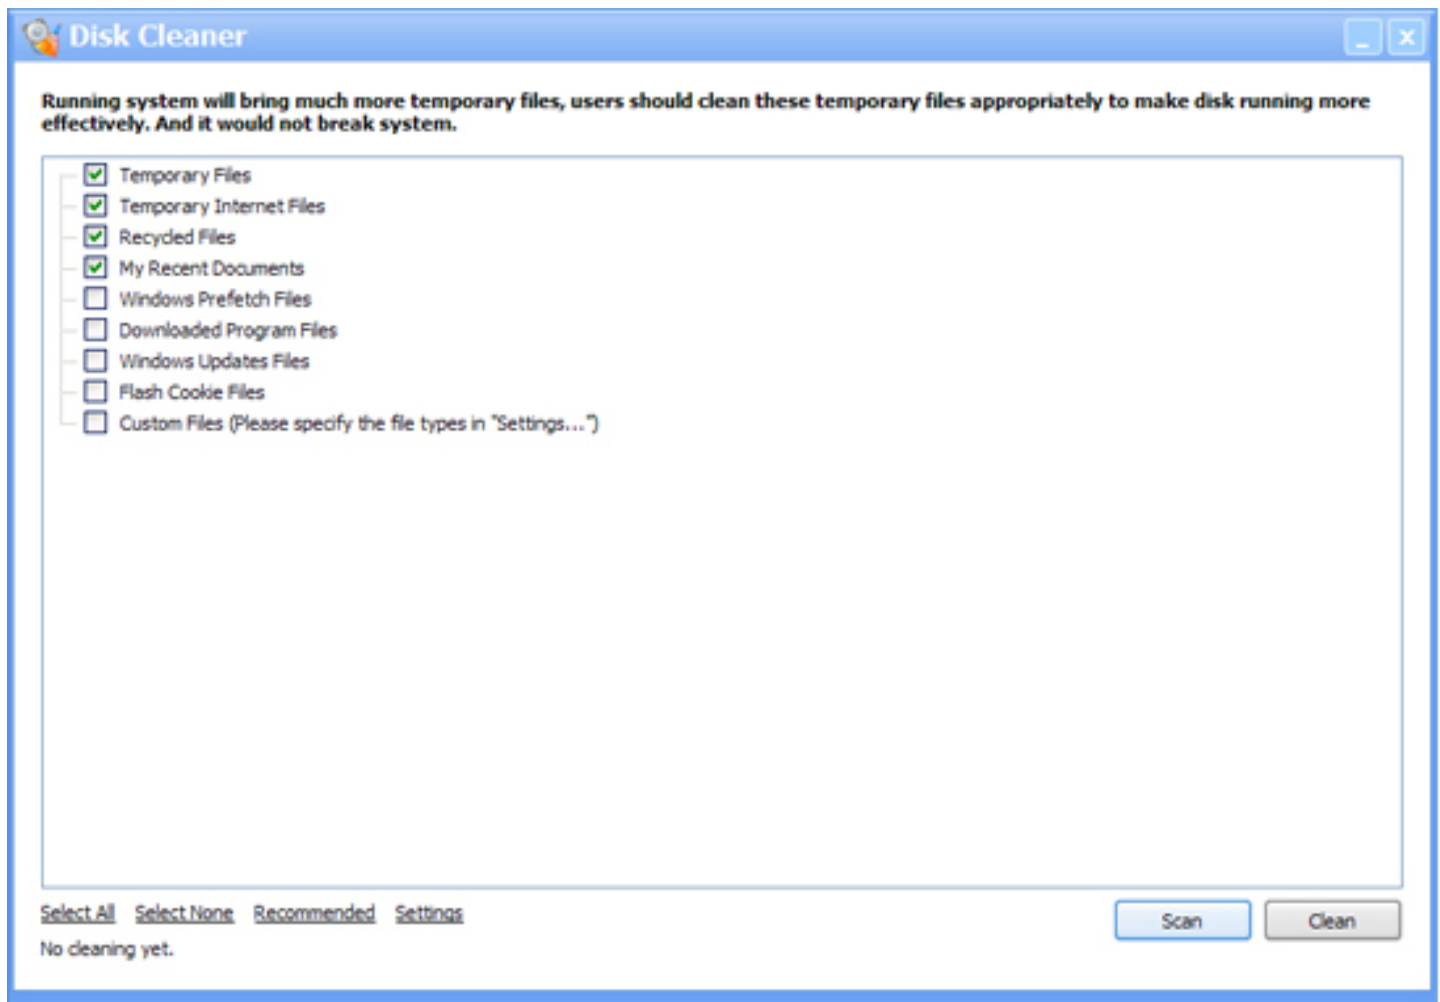 Disk Cleaner
Running system will bring much more temporary files, users should clean these temporary files appropriately to make disk running more
effectively. And it would not break system.
Temporary Files
Temporary Internet Files
Recycled Files
My Recent Documents
Windows Prefetch Files
Downloaded Program Files
Windows Updates Files
Flash Cookie Files
Custom Files (Please specify the file types in "Settings...")
Select All Select None Recommended Settings
Scan Clean
No cleaning yet.